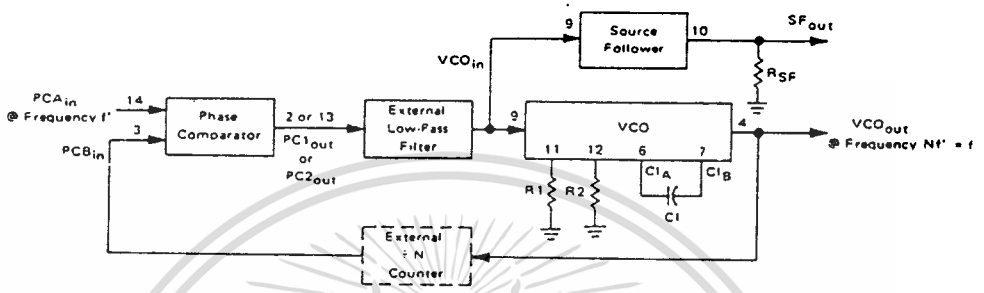 9
Source
Follower
10
SFout
VCOin
RSF
PCAin
@ Frequency f'
14
3
PCBin
Phase
Comparator
2 or 13
PC1out
or
PC2out
External
Low-Pass
Filter
9
VCO
4
VCOout
@ Frequency Nf' = f
11
12
6
7
R1
R2
C1A
C1B
C1
External
÷ N
Counter